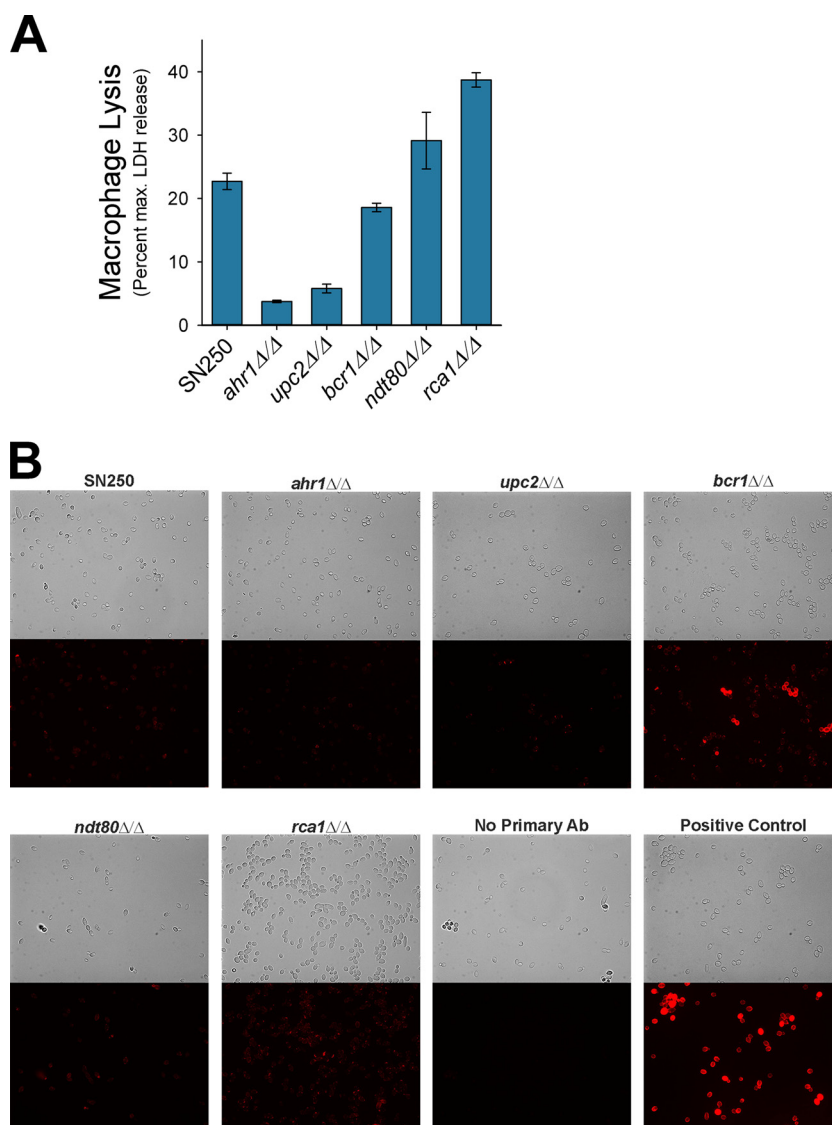 A
Macrophage Lysis
(Percent max. LDH release)
40
30
20
10
0
SN250
ahr1Δ/Δ
upc2Δ/Δ
bcr1Δ/Δ
ndt80Δ/Δ
rca1Δ/Δ
B
SN250
ahr1Δ/Δ
upc2Δ/Δ
bcr1Δ/Δ
ndt80Δ/Δ
rca1Δ/Δ
No Primary Ab
Positive Control